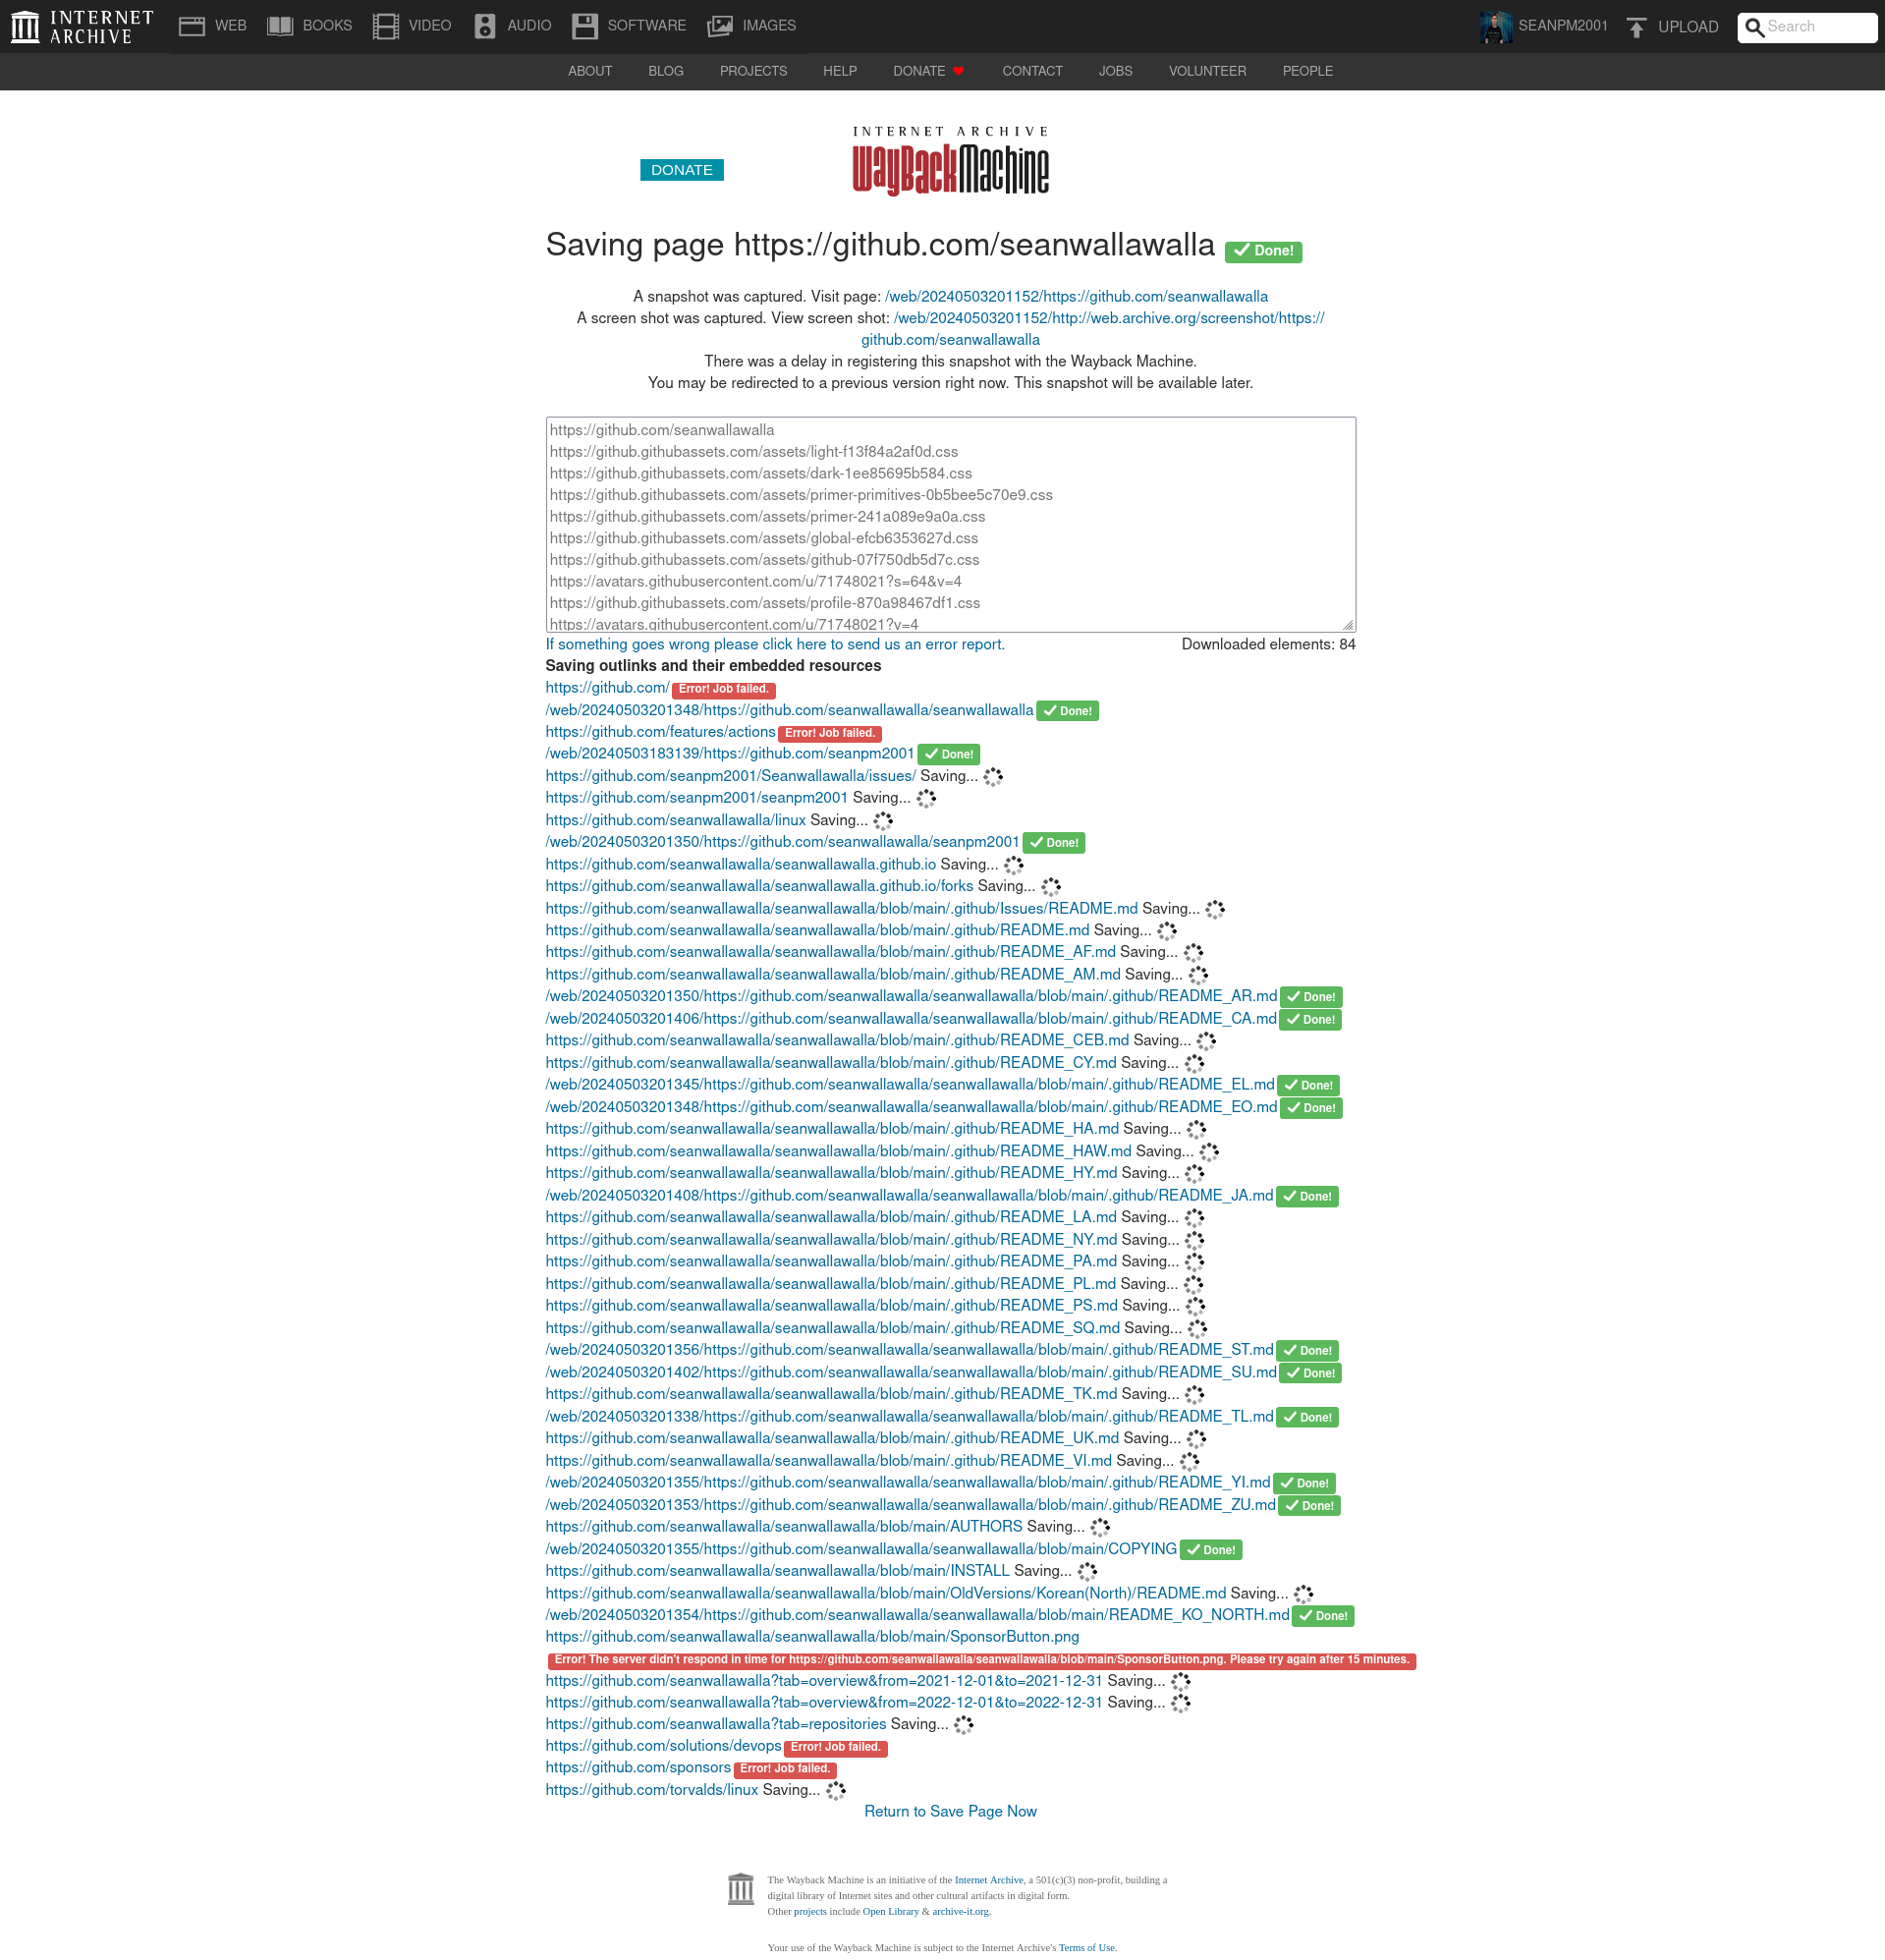 INTERNET ARCHIVE
WEB BOOKS VIDEO AUDIO SOFTWARE IMAGES SEANPM2001 UPLOAD Search
ABOUT BLOG PROJECTS HELP DONATE CONTACT JOBS VOLUNTEER PEOPLE
INTERNET ARCHIVE
WayBackMachine
DONATE
Saving page https://github.com/seanwallawalla Done!
A snapshot was captured. Visit page: /web/20240503201152/https://github.com/seanwallawalla
A screen shot was captured. View screen shot: /web/20240503201152/http://web.archive.org/screenshot/https://
github.com/seanwallawalla
There was a delay in registering this snapshot with the Wayback Machine.
You may be redirected to a previous version right now. This snapshot will be available later.
https://github.com/seanwallawalla
https://github.githubassets.com/assets/light-f13f84a2af0d.css
https://github.githubassets.com/assets/dark-1ee85695b584.css
https://github.githubassets.com/assets/primer-primitives-0b5bee5c70e9.css
https://github.githubassets.com/assets/primer-241a089e9a0a.css
https://github.githubassets.com/assets/global-efcb6353627d.css
https://github.githubassets.com/assets/github-07f750db5d7c.css
https://avatars.githubusercontent.com/u/71748021?s=64&v=4
https://github.githubassets.com/assets/profile-870a98467df1.css
https://avatars.githubusercontent.com/u/71748021?v=4
If something goes wrong please click here to send us an error report. Downloaded elements: 84
Saving outlinks and their embedded resources
https://github.com/ Error! Job failed.
/web/20240503201348/https://github.com/seanwallawalla/seanwallawalla Done!
https://github.com/features/actions Error! Job failed.
/web/20240503183139/https://github.com/seanpm2001 Done!
https://github.com/seanpm2001/Seanwallawalla/issues/ Saving...
https://github.com/seanpm2001/seanpm2001 Saving...
https://github.com/seanwallawalla/linux Saving...
/web/20240503201350/https://github.com/seanwallawalla/seanpm2001 Done!
https://github.com/seanwallawalla/seanwallawalla.github.io Saving...
https://github.com/seanwallawalla/seanwallawalla.github.io/forks Saving...
https://github.com/seanwallawalla/seanwallawalla/blob/main/.github/Issues/README.md Saving...
https://github.com/seanwallawalla/seanwallawalla/blob/main/.github/README.md Saving...
https://github.com/seanwallawalla/seanwallawalla/blob/main/.github/README_AF.md Saving...
https://github.com/seanwallawalla/seanwallawalla/blob/main/.github/README_AM.md Saving...
/web/20240503201350/https://github.com/seanwallawalla/seanwallawalla/blob/main/.github/README_AR.md Done!
/web/20240503201406/https://github.com/seanwallawalla/seanwallawalla/blob/main/.github/README_CA.md Done!
https://github.com/seanwallawalla/seanwallawalla/blob/main/.github/README_CEB.md Saving...
https://github.com/seanwallawalla/seanwallawalla/blob/main/.github/README_CY.md Saving...
/web/20240503201345/https://github.com/seanwallawalla/seanwallawalla/blob/main/.github/README_EL.md Done!
/web/20240503201348/https://github.com/seanwallawalla/seanwallawalla/blob/main/.github/README_EO.md Done!
https://github.com/seanwallawalla/seanwallawalla/blob/main/.github/README_HA.md Saving...
https://github.com/seanwallawalla/seanwallawalla/blob/main/.github/README_HAW.md Saving...
https://github.com/seanwallawalla/seanwallawalla/blob/main/.github/README_HY.md Saving...
/web/20240503201408/https://github.com/seanwallawalla/seanwallawalla/blob/main/.github/README_JA.md Done!
https://github.com/seanwallawalla/seanwallawalla/blob/main/.github/README_LA.md Saving...
https://github.com/seanwallawalla/seanwallawalla/blob/main/.github/README_NY.md Saving...
https://github.com/seanwallawalla/seanwallawalla/blob/main/.github/README_PA.md Saving...
https://github.com/seanwallawalla/seanwallawalla/blob/main/.github/README_PL.md Saving...
https://github.com/seanwallawalla/seanwallawalla/blob/main/.github/README_PS.md Saving...
https://github.com/seanwallawalla/seanwallawalla/blob/main/.github/README_SQ.md Saving...
/web/20240503201356/https://github.com/seanwallawalla/seanwallawalla/blob/main/.github/README_ST.md Done!
/web/20240503201402/https://github.com/seanwallawalla/seanwallawalla/blob/main/.github/README_SU.md Done!
https://github.com/seanwallawalla/seanwallawalla/blob/main/.github/README_TK.md Saving...
/web/20240503201338/https://github.com/seanwallawalla/seanwallawalla/blob/main/.github/README_TL.md Done!
https://github.com/seanwallawalla/seanwallawalla/blob/main/.github/README_UK.md Saving...
https://github.com/seanwallawalla/seanwallawalla/blob/main/.github/README_VI.md Saving...
/web/20240503201355/https://github.com/seanwallawalla/seanwallawalla/blob/main/.github/README_YI.md Done!
/web/20240503201353/https://github.com/seanwallawalla/seanwallawalla/blob/main/.github/README_ZU.md Done!
https://github.com/seanwallawalla/seanwallawalla/blob/main/AUTHORS Saving...
/web/20240503201355/https://github.com/seanwallawalla/seanwallawalla/blob/main/COPYING Done!
https://github.com/seanwallawalla/seanwallawalla/blob/main/INSTALL Saving...
https://github.com/seanwallawalla/seanwallawalla/blob/main/OldVersions/Korean(North)/README.md Saving...
/web/20240503201354/https://github.com/seanwallawalla/seanwallawalla/blob/main/README_KO_NORTH.md Done!
https://github.com/seanwallawalla/seanwallawalla/blob/main/SponsorButton.png
Error! The server didn't respond in time for https://github.com/seanwallawalla/seanwallawalla/blob/main/SponsorButton.png. Please try again after 15 minutes.
https://github.com/seanwallawalla?tab=overview&from=2021-12-01&to=2021-12-31 Saving...
https://github.com/seanwallawalla?tab=overview&from=2022-12-01&to=2022-12-31 Saving...
https://github.com/seanwallawalla?tab=repositories Saving...
https://github.com/solutions/devops Error! Job failed.
https://github.com/sponsors Error! Job failed.
https://github.com/torvalds/linux Saving...
Return to Save Page Now
The Wayback Machine is an initiative of the Internet Archive, a 501(c)(3) non-profit, building a
digital library of Internet sites and other cultural artifacts in digital form.
Other projects include Open Library & archive-it.org.
Your use of the Wayback Machine is subject to the Internet Archive's Terms of Use.